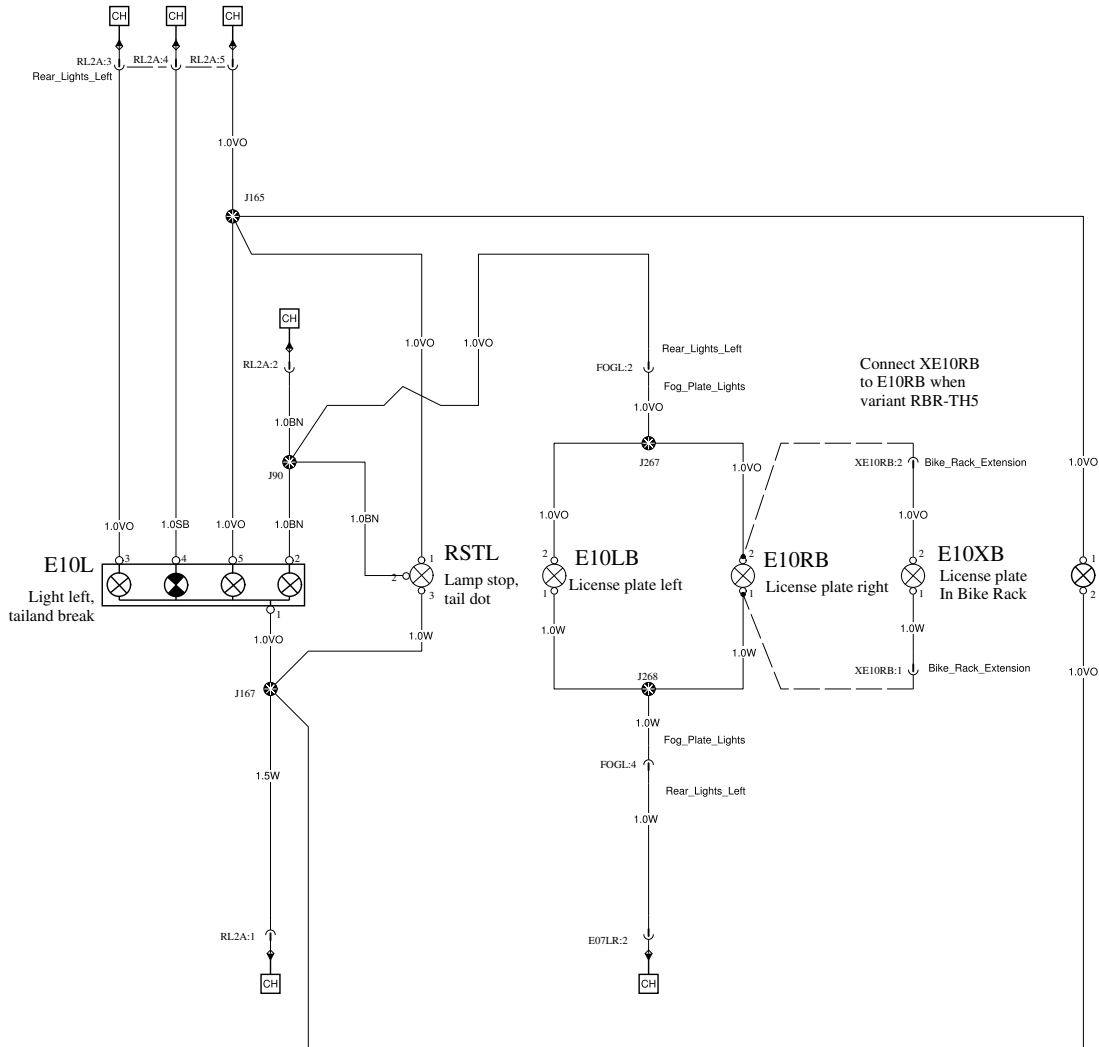 CH CH CH
RL2A:3 RL2A:4 RL2A:5
Rear_Lights_Left
1.0VO
J165
CH
1.0VO 1.0VO
Rear_Lights_Left
RL2A:2
FOGL:2
Fog_Plate_Lights
Connect XE10RB
to E10RB when
variant RBR-TH5
1.0VO
1.0BN
J90
J267
1.0VO
XE10RB:2
Bike_Rack_Extension
1.0VO
1.0VO 1.0SB 1.0VO 1.0BN
1.0BN
1.0VO
1.0VO
E10L
3 4 5 2
Light left,
tailand break
1
RSTL
Lamp stop,
tail dot
1
2
3
E10LB
License plate left
2
1
E10RB
License plate right
2
1
E10XB
License plate
In Bike Rack
2
1
1
2
1.0VO
1.0W
1.0W
1.0W
1.0W
J167
J268
XE10RB:1
Bike_Rack_Extension
1.0VO
1.0W
Fog_Plate_Lights
FOGL:4
1.5W
Rear_Lights_Left
1.0W
RL2A:1
E07LR:2
CH
CH